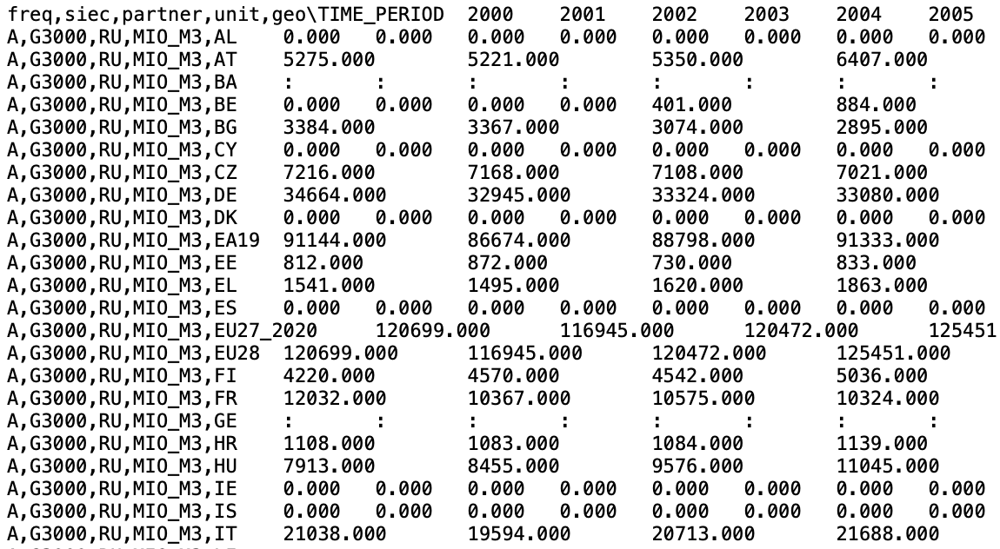 freq,siec,partner,unit,geo\TIME_PERIOD 2000 2001 2002 2003 2004 2005
A,G3000,RU,MIO_M3,AL 0.000 0.000 0.000 0.000 0.000 0.000 0.000 0.000
A,G3000,RU,MIO_M3,AT 5275.000 5221.000 5350.000 6407.000
A,G3000,RU,MIO_M3,BA : : : : : : : :
A,G3000,RU,MIO_M3,BE 0.000 0.000 0.000 0.000 401.000 884.000
A,G3000,RU,MIO_M3,BG 3384.000 3367.000 3074.000 2895.000
A,G3000,RU,MIO_M3,CY 0.000 0.000 0.000 0.000 0.000 0.000 0.000 0.000
A,G3000,RU,MIO_M3,CZ 7216.000 7168.000 7108.000 7021.000
A,G3000,RU,MIO_M3,DE 34664.000 32945.000 33324.000 33080.000
A,G3000,RU,MIO_M3,DK 0.000 0.000 0.000 0.000 0.000 0.000 0.000 0.000
A,G3000,RU,MIO_M3,EA19 91144.000 86674.000 88798.000 91333.000
A,G3000,RU,MIO_M3,EE 812.000 872.000 730.000 833.000
A,G3000,RU,MIO_M3,EL 1541.000 1495.000 1620.000 1863.000
A,G3000,RU,MIO_M3,ES 0.000 0.000 0.000 0.000 0.000 0.000 0.000 0.000
A,G3000,RU,MIO_M3,EU27_2020 120699.000 116945.000 120472.000 125451
A,G3000,RU,MIO_M3,EU28 120699.000 116945.000 120472.000 125451.000
A,G3000,RU,MIO_M3,FI 4220.000 4570.000 4542.000 5036.000
A,G3000,RU,MIO_M3,FR 12032.000 10367.000 10575.000 10324.000
A,G3000,RU,MIO_M3,GE : : : : : : : :
A,G3000,RU,MIO_M3,HR 1108.000 1083.000 1084.000 1139.000
A,G3000,RU,MIO_M3,HU 7913.000 8455.000 9576.000 11045.000
A,G3000,RU,MIO_M3,IE 0.000 0.000 0.000 0.000 0.000 0.000 0.000 0.000
A,G3000,RU,MIO_M3,IS 0.000 0.000 0.000 0.000 0.000 0.000 0.000 0.000
A,G3000,RU,MIO_M3,IT 21038.000 19594.000 20713.000 21688.000